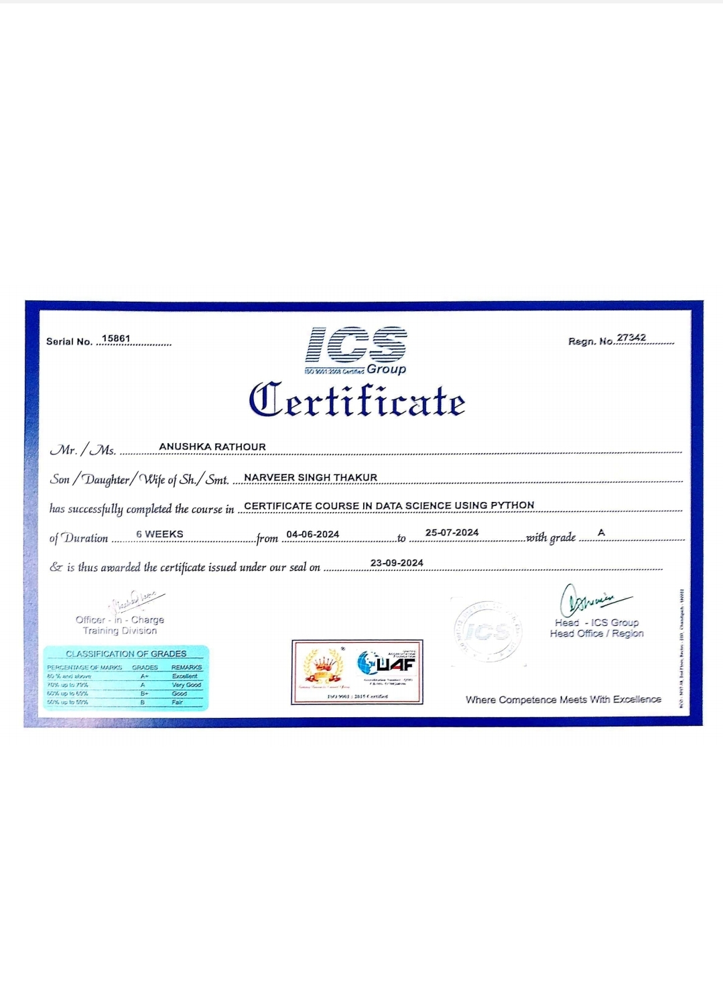 Serial No. 15861
Regn. No. 27342
ICS
ISO 9001:2008 Certified Group
Certificate
Mr. / Ms. ANUSHKA RATHOUR
Son / Daughter / Wife of Sh./ Smt. NARVEER SINGH THAKUR
has successfully completed the course in CERTIFICATE COURSE IN DATA SCIENCE USING PYTHON
of Duration 6 WEEKS from 04-06-2024 to 25-07-2024 with grade A
& is thus awarded the certificate issued under our seal on 23-09-2024
Officer - in - Charge
Training Division
Head - ICS Group
Head Office / Region
ICS
CLASSIFICATION OF GRADES
PERCENTAGE OF MARKS GRADES REMARKS
80 % and above A+ Excellent
70% up to 79% A Very Good
60% up to 69% B+ Good
50% up to 59% B Fair
UAF
ISO 9001 : 2015 Certified
Where Competence Meets With Excellence